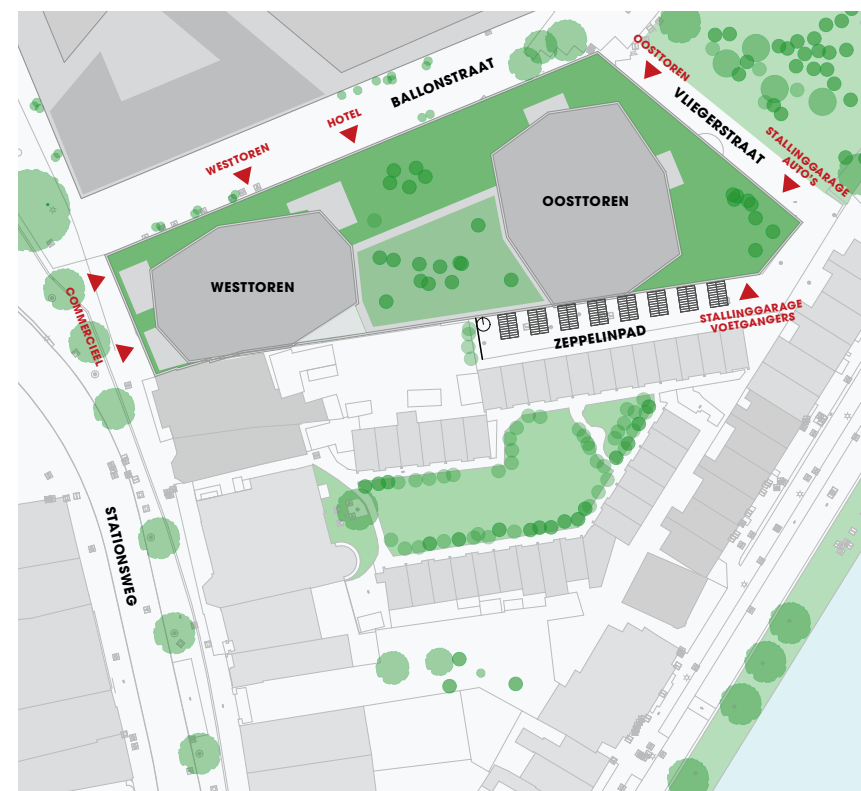 OOSTTOREN
BALLONSTRAAT
VLIEGERSTRAAT
HOTEL
WESTTOREN
STALLINGGARAGE
AUTO'S
OOSTTOREN
WESTTOREN
COMMERCIEEL
STALLINGGARAGE
VOETGANGERS
ZEPPELINPAD
STATIONSWEG